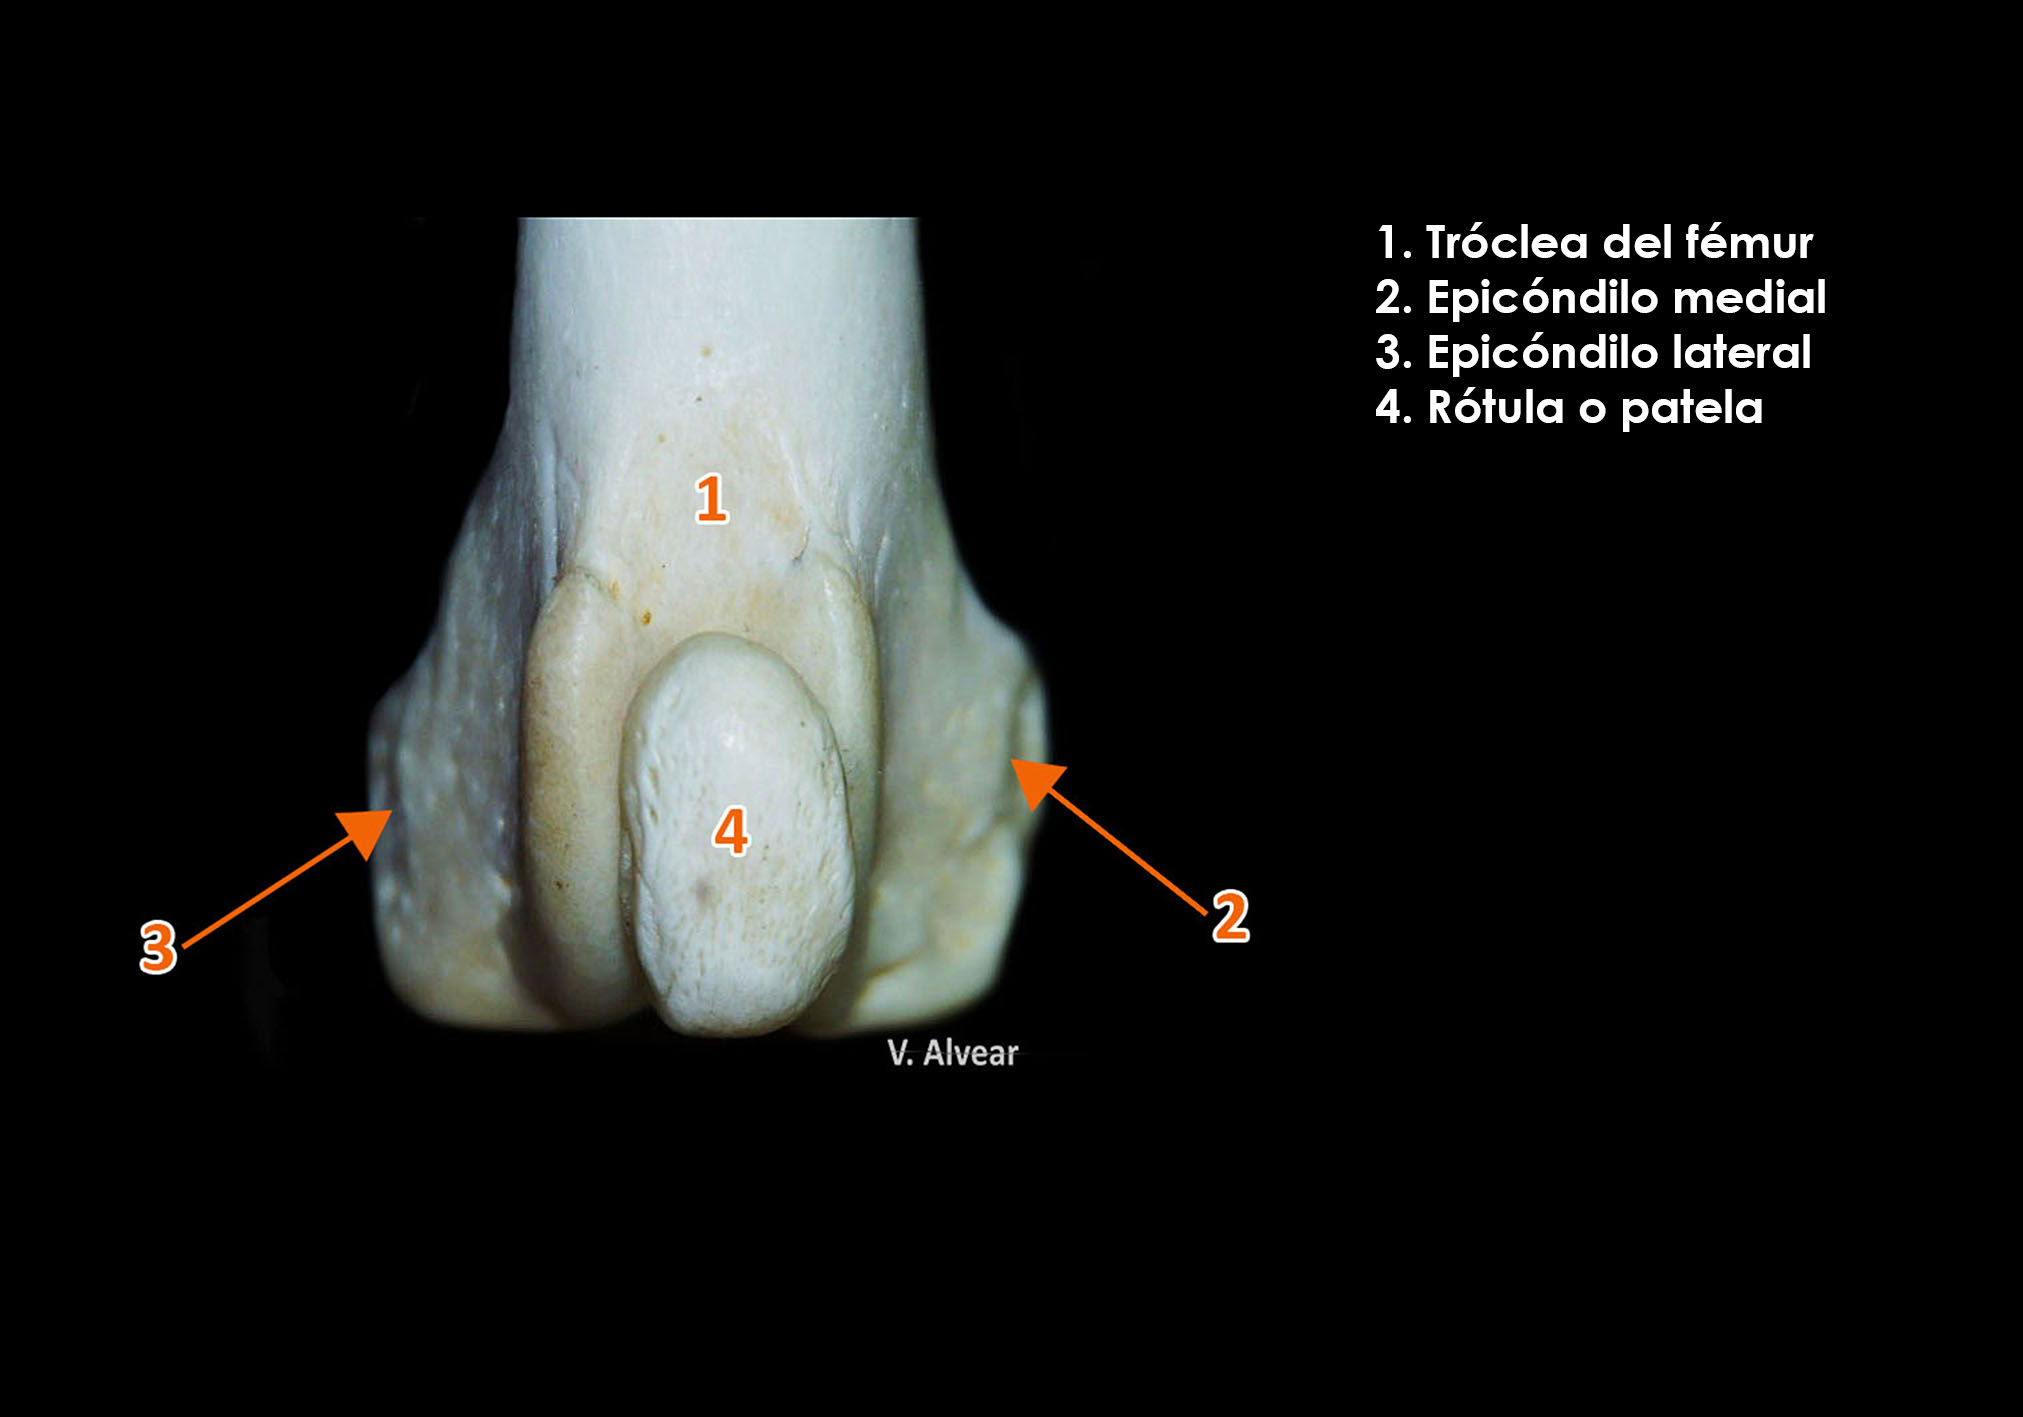 1. Tróclea del fémur
2. Epicóndilo medial
3. Epicóndilo lateral
4. Rótula o patela
1
4
3
2
V. Alvear